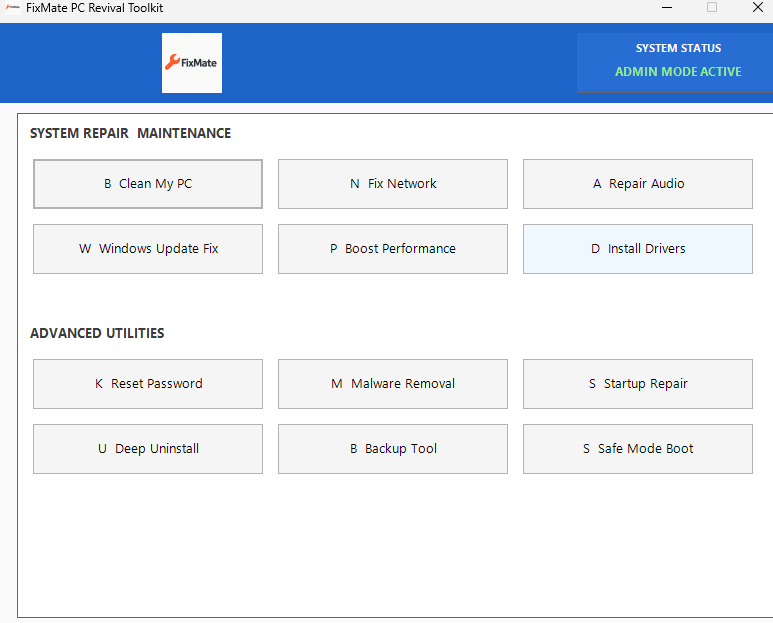 FixMate PC Revival Toolkit
FixMate
SYSTEM STATUS
ADMIN MODE ACTIVE
SYSTEM REPAIR  MAINTENANCE
B  Clean My PC
N  Fix Network
A  Repair Audio
W  Windows Update Fix
P  Boost Performance
D  Install Drivers
ADVANCED UTILITIES
K  Reset Password
M  Malware Removal
S  Startup Repair
U  Deep Uninstall
B  Backup Tool
S  Safe Mode Boot